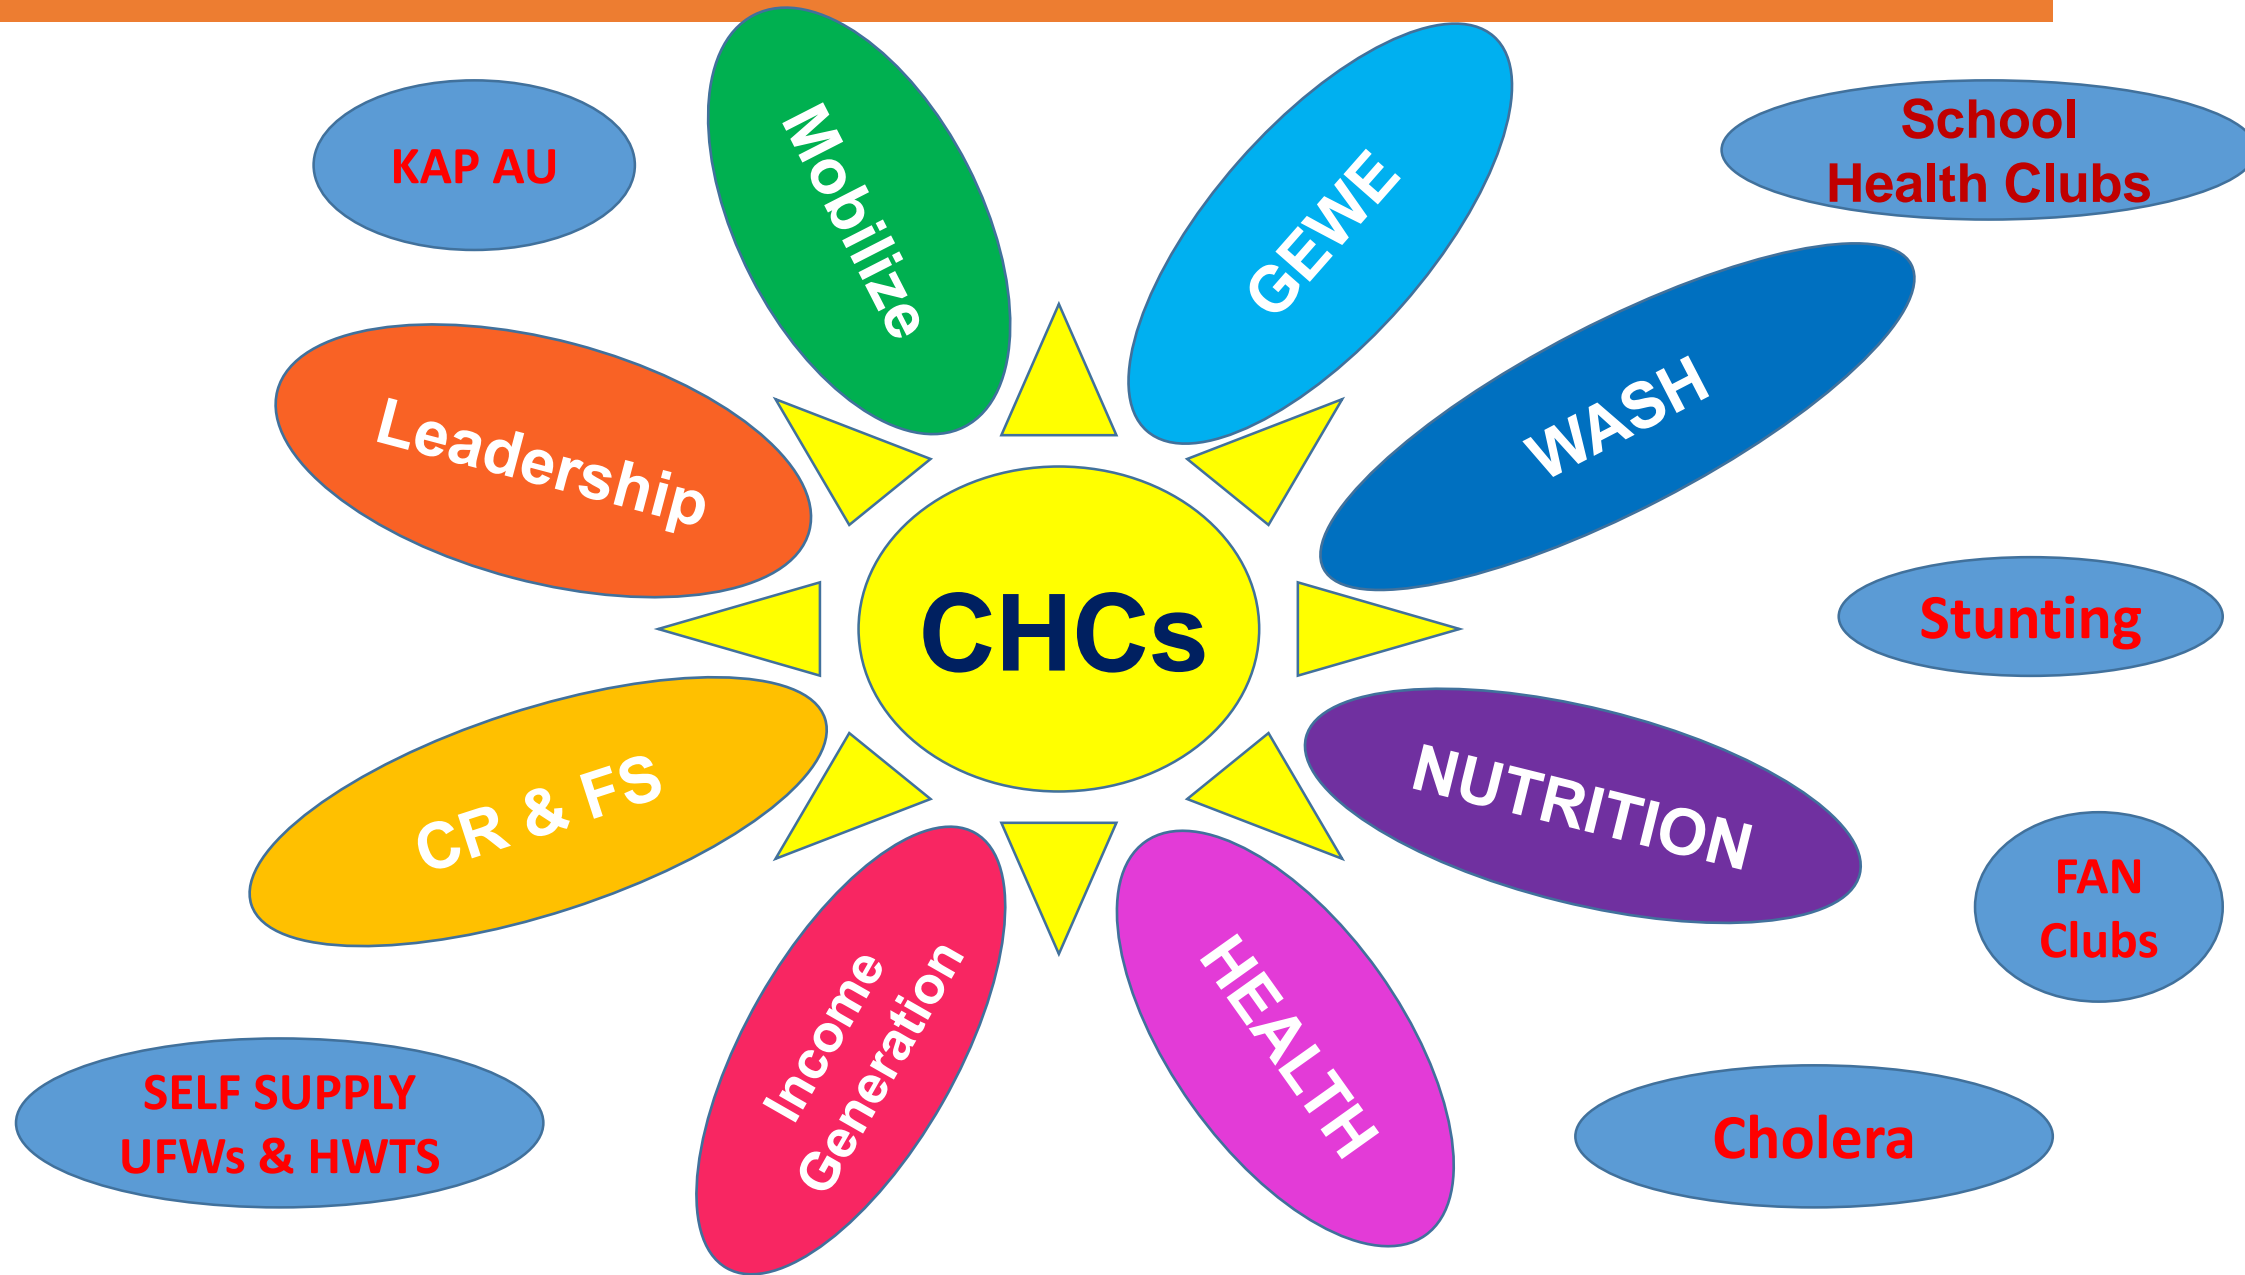 KAP AU
Mobilize
GEWE
School
Health Clubs
Leadership
WASH
CHCs
Stunting
CR & FS
NUTRITION
FAN
Clubs
Income
Generation
HEALTH
SELF SUPPLY
UFWs & HWTS
Cholera